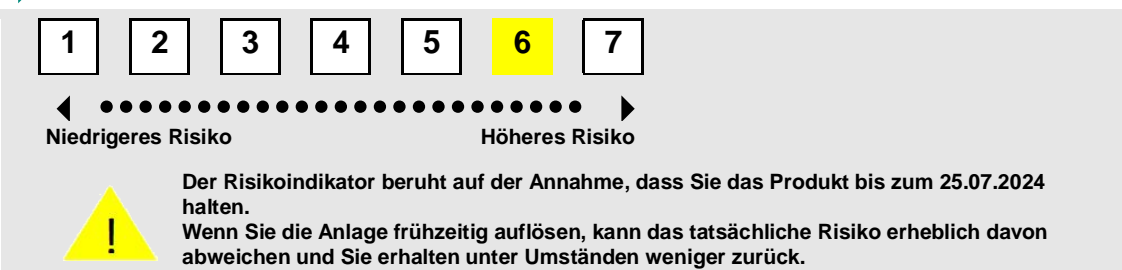 1 2 3 4 5 6 7
Niedrigeres Risiko Höheres Risiko
Der Risikoindikator beruht auf der Annahme, dass Sie das Produkt bis zum 25.07.2024
halten.
!
Wenn Sie die Anlage frühzeitig auflösen, kann das tatsächliche Risiko erheblich davon
abweichen und Sie erhalten unter Umständen weniger zurück.